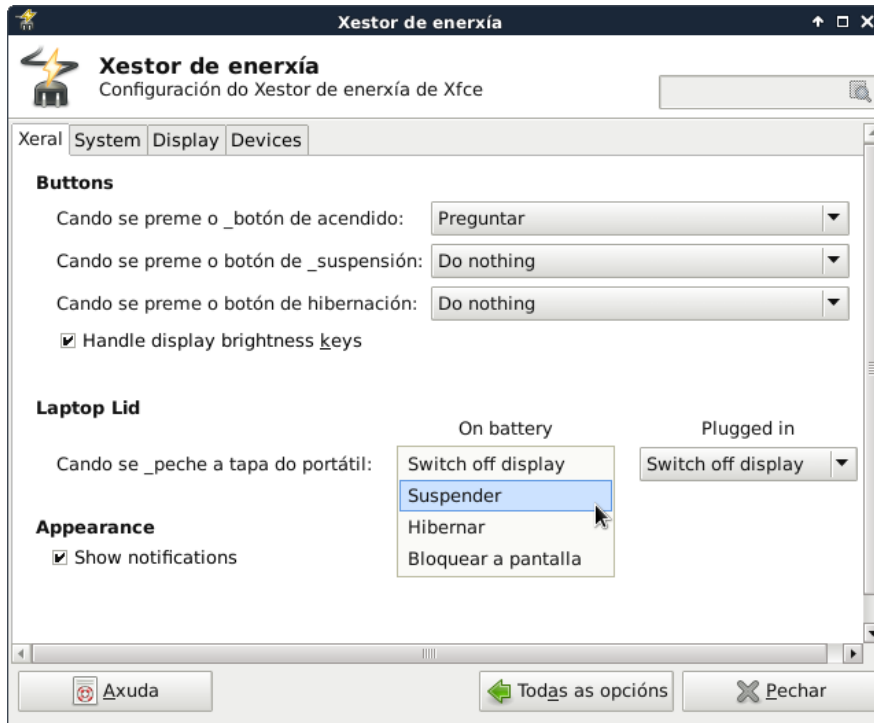 Xestor de enerxía
Xestor de enerxía
Configuración do Xestor de enerxía de Xfce
Xeral System Display Devices
Buttons
Cando se preme o _botón de acendido: Preguntar
Cando se preme o botón de _suspensión: Do nothing
Cando se preme o botón de hibernación: Do nothing
Handle display brightness keys
Laptop Lid
On battery Plugged in
Cando se _peche a tapa do portátil: Switch off display Switch off display
Suspender
Appearance Hibernar
Show notifications Bloquear a pantalla
Axuda Todas as opcións Pechar